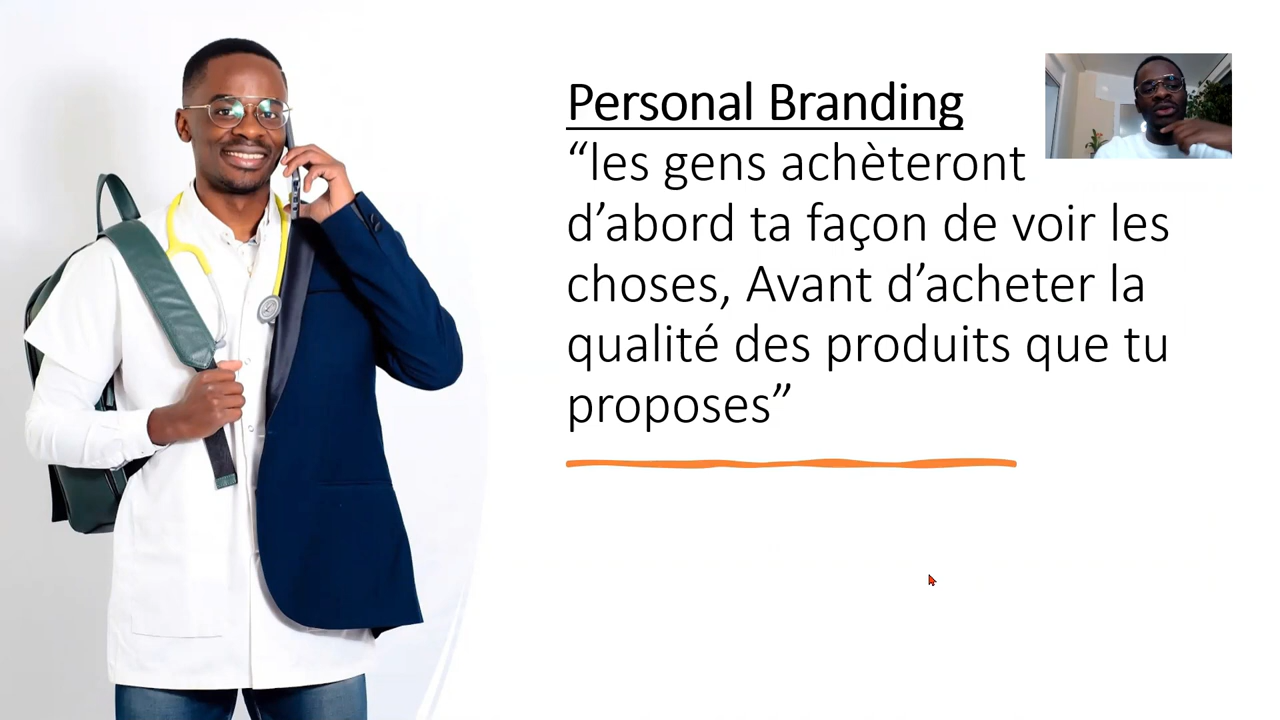 Personal Branding
“les gens achèteront
d’abord ta façon de voir les
choses, Avant d’acheter la
qualité des produits que tu
proposes”